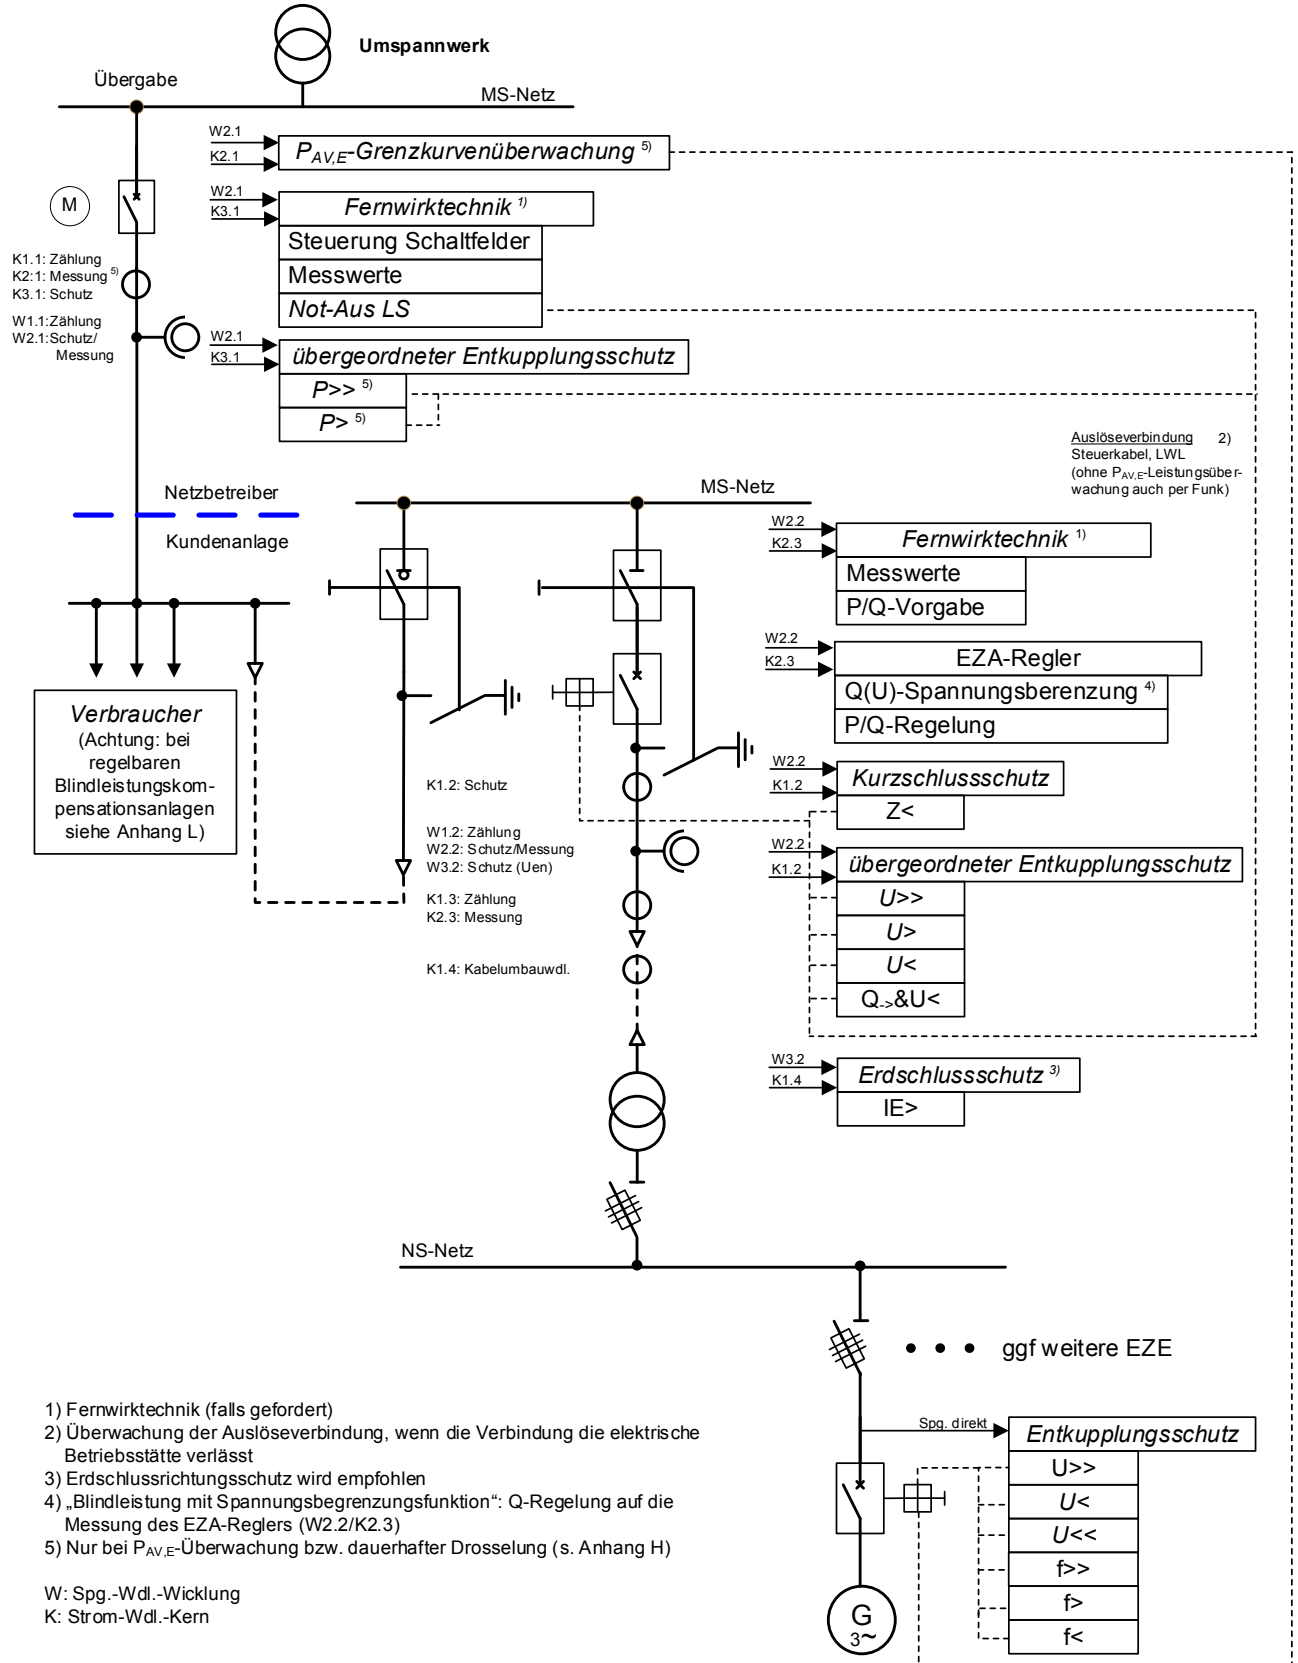 Umspannwerk
Übergabe
MS-Netz
W2.1
K2.1
P_AV,E-Grenzkurvenüberwachung 5)
M
W2.1
K3.1
Fernwirktechnik 1)
Steuerung Schaltfelder
Messwerte
Not-Aus LS
K1.1: Zählung
K2:1: Messung 5)
K3.1: Schutz
W1.1:Zählung
W2.1:Schutz/
Messung
W2.1
K3.1
übergeordneter Entkupplungsschutz
P>> 5)
P> 5)
Auslöseverbindung 2)
Steuerkabel, LWL
(ohne P_AV,E-Leistungsüber-
wachung auch per Funk)
Netzbetreiber
Kundenanlage
MS-Netz
W2.2
K2.3
Fernwirktechnik 1)
Messwerte
P/Q-Vorgabe
W2.2
K2.3
EZA-Regler
Q(U)-Spannungsberenzung 4)
P/Q-Regelung
Verbraucher
(Achtung: bei
regelbaren
Blindleistungskom-
pensationsanlagen
siehe Anhang L)
K1.2: Schutz
W1.2: Zählung
W2.2: Schutz/Messung
W3.2: Schutz (Uen)
K1.3: Zählung
K2.3: Messung
K1.4: Kabelumbauwdl.
W2.2
K1.2
Kurzschlussschutz
Z<
W2.2
K1.2
übergeordneter Entkupplungsschutz
U>>
U>
U<
Q->&U<
W3.2
K1.4
Erdschlussschutz 3)
IE>
NS-Netz
ggf weitere EZE
Spg. direkt
Entkupplungsschutz
U>>
U<
U<<
f>>
f>
f<
G
3~
1) Fernwirktechnik (falls gefordert)
2) Überwachung der Auslöseverbindung, wenn die Verbindung die elektrische
Betriebsstätte verlässt
3) Erdschlussrichtungsschutz wird empfohlen
4) „Blindleistung mit Spannungsbegrenzungsfunktion“: Q-Regelung auf die
Messung des EZA-Reglers (W2.2/K2.3)
5) Nur bei P_AV,E-Überwachung bzw. dauerhafter Drosselung (s. Anhang H)
W: Spg.-Wdl.-Wicklung
K: Strom-Wdl.-Kern